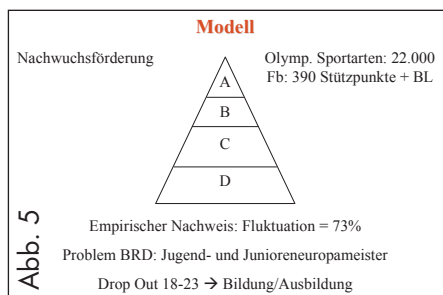 Modell
Nachwuchsförderung
Olymp. Sportarten: 22.000
Fb: 390 Stützpunkte + BL
A
B
C
D
Empirischer Nachweis: Fluktuation = 73%
Problem BRD: Jugend- und Junioreneuropameister
Drop Out 18-23 → Bildung/Ausbildung
Abb. 5